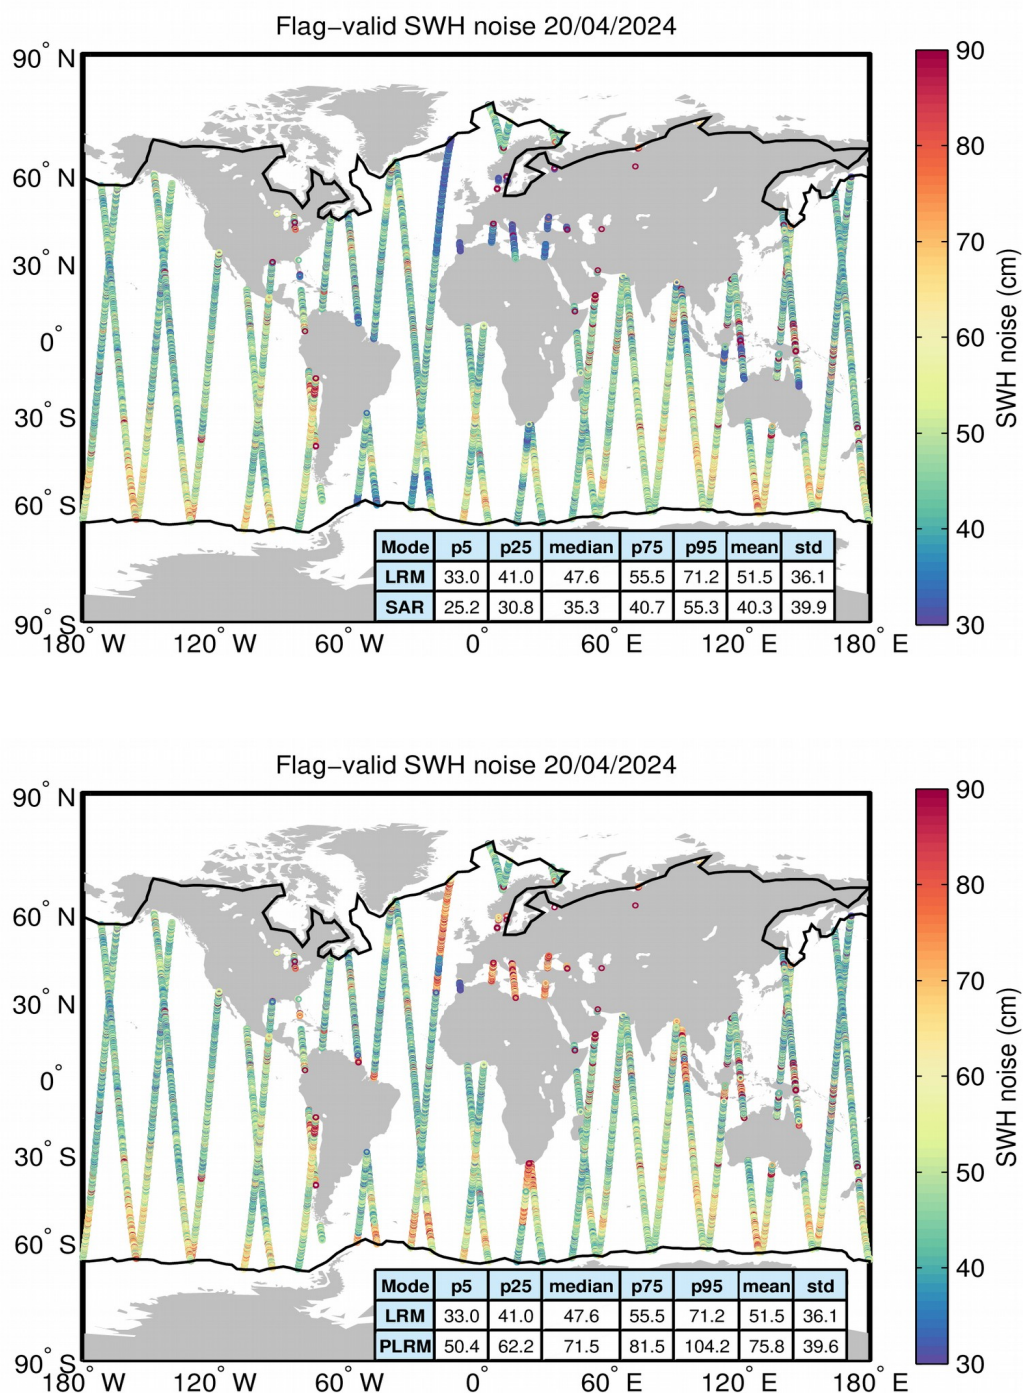 Flag−valid SWH noise 20/04/2024
90° N
60° N
30° N
0°
30° S
60° S
90° S
180° W
120° W
60° W
0°
60° E
120° E
180° E
90
80
70
60
50
40
30
SWH noise (cm)
Mode p5 p25 median p75 p95 mean std
LRM 33.0 41.0 47.6 55.5 71.2 51.5 36.1
SAR 25.2 30.8 35.3 40.7 55.3 40.3 39.9
Flag−valid SWH noise 20/04/2024
90° N
60° N
30° N
0°
30° S
60° S
90° S
180° W
120° W
60° W
0°
60° E
120° E
180° E
90
80
70
60
50
40
30
SWH noise (cm)
Mode p5 p25 median p75 p95 mean std
LRM 33.0 41.0 47.6 55.5 71.2 51.5 36.1
PLRM 50.4 62.2 71.5 81.5 104.2 75.8 39.6